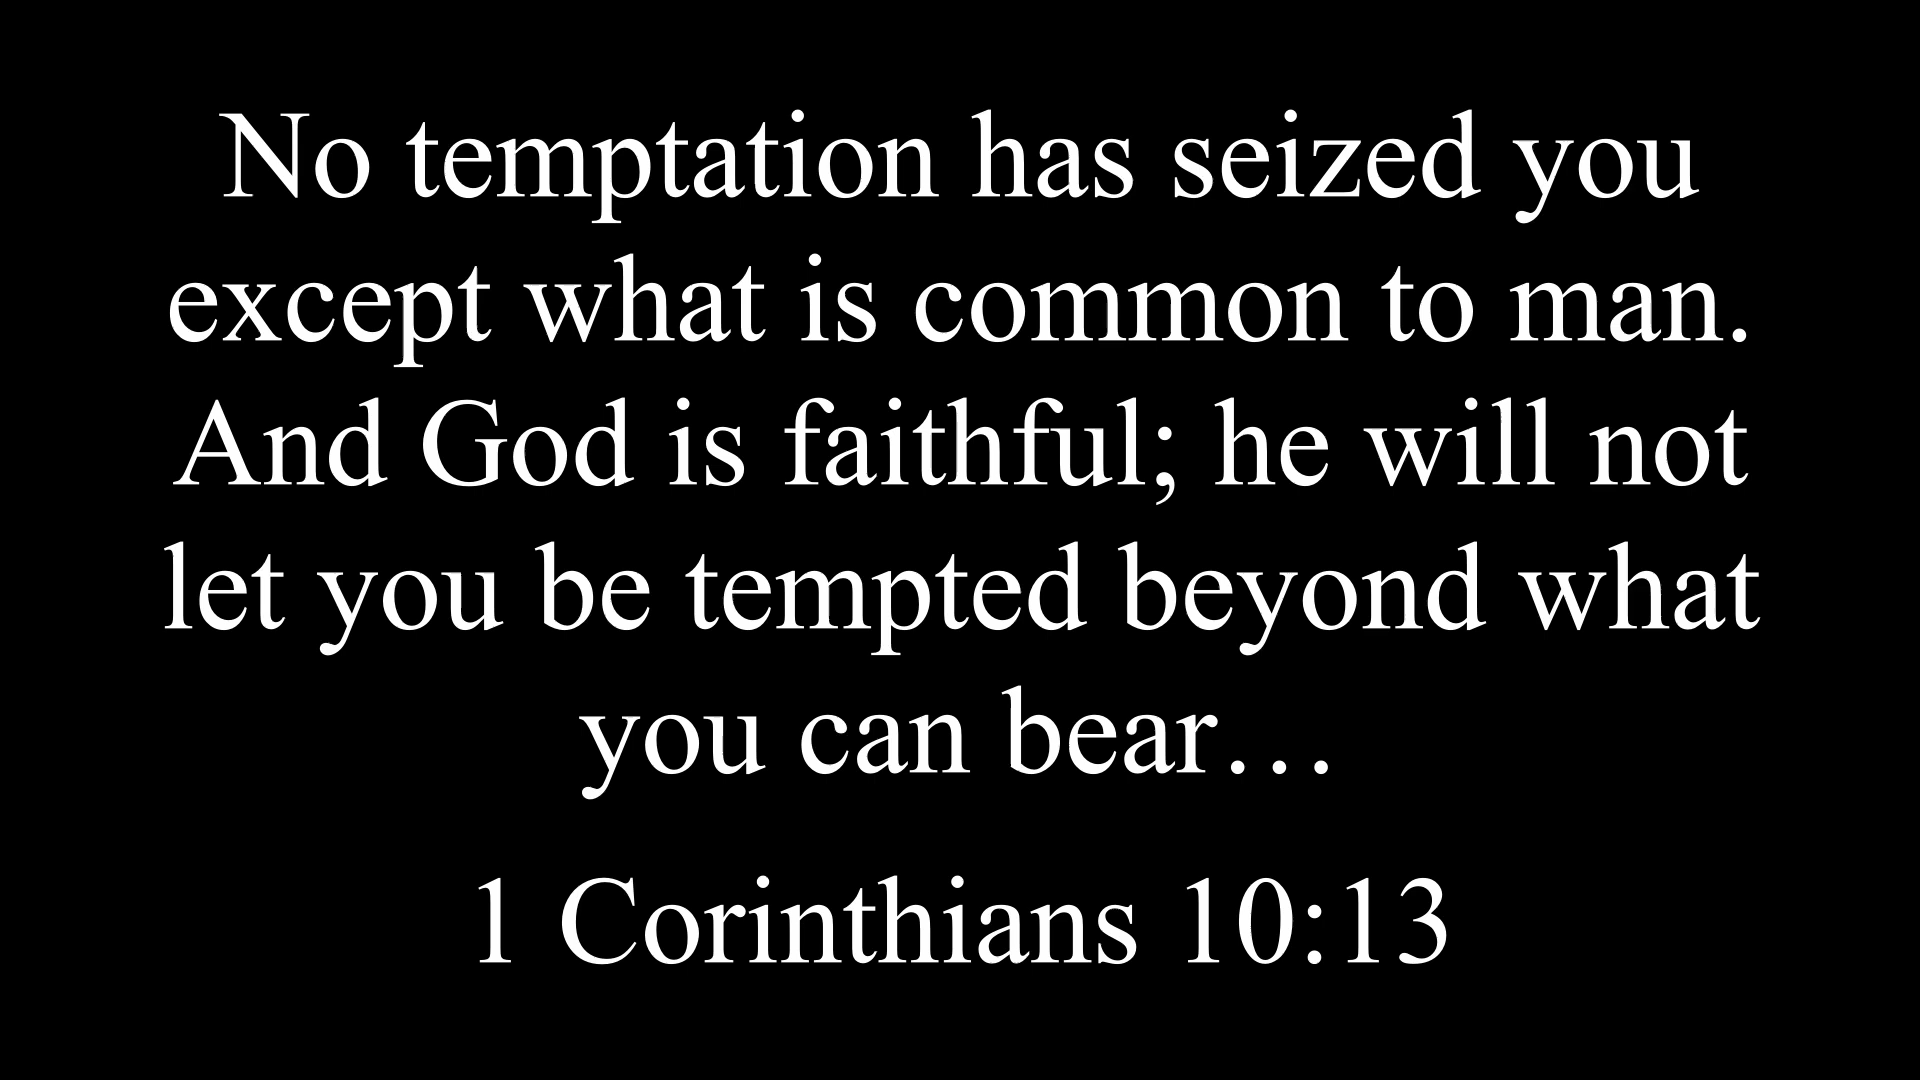 No temptation has seized you
except what is common to man.
And God is faithful; he will not
let you be tempted beyond what
you can bear…
1 Corinthians 10:13